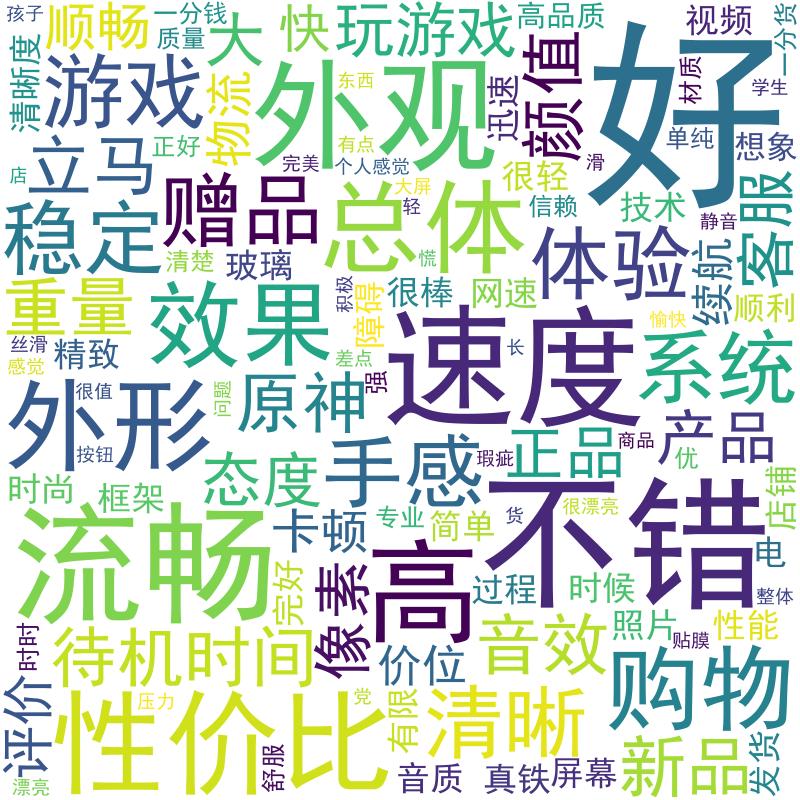 孩子
顺畅
一分钱
质量
大
快
玩游戏
高品质
视频
一分货
清晰度
游戏
物流
外观
东西
迅速
颜值
好
材质
学生
正好
有点
单纯
想象
店
立马
赠品
完美
个人感觉
大屏
滑
很轻
总体
轻
信赖
技术
静音
客服
稳定
清楚
玻璃
慌
体验
续航
重量
效果
积极
障碍
很棒
网速
顺利
愉快
丝滑
感觉
精致
差点
速度
长
系统
外形
很值
问题
原神
强
按钮
手感
瑕疵
正品
商品
产品
优
时尚
框架
态度
店铺
流畅
卡顿
专业
简单
货
很漂亮
不错
电
完好
像素
高
过程
时候
整体
时时
待机时间
音效
照片
贴膜
性能
评价
价位
购物
性价比
压力
党
有限
清晰
漂亮
舒服
音质
真铁
屏幕
新品
发货